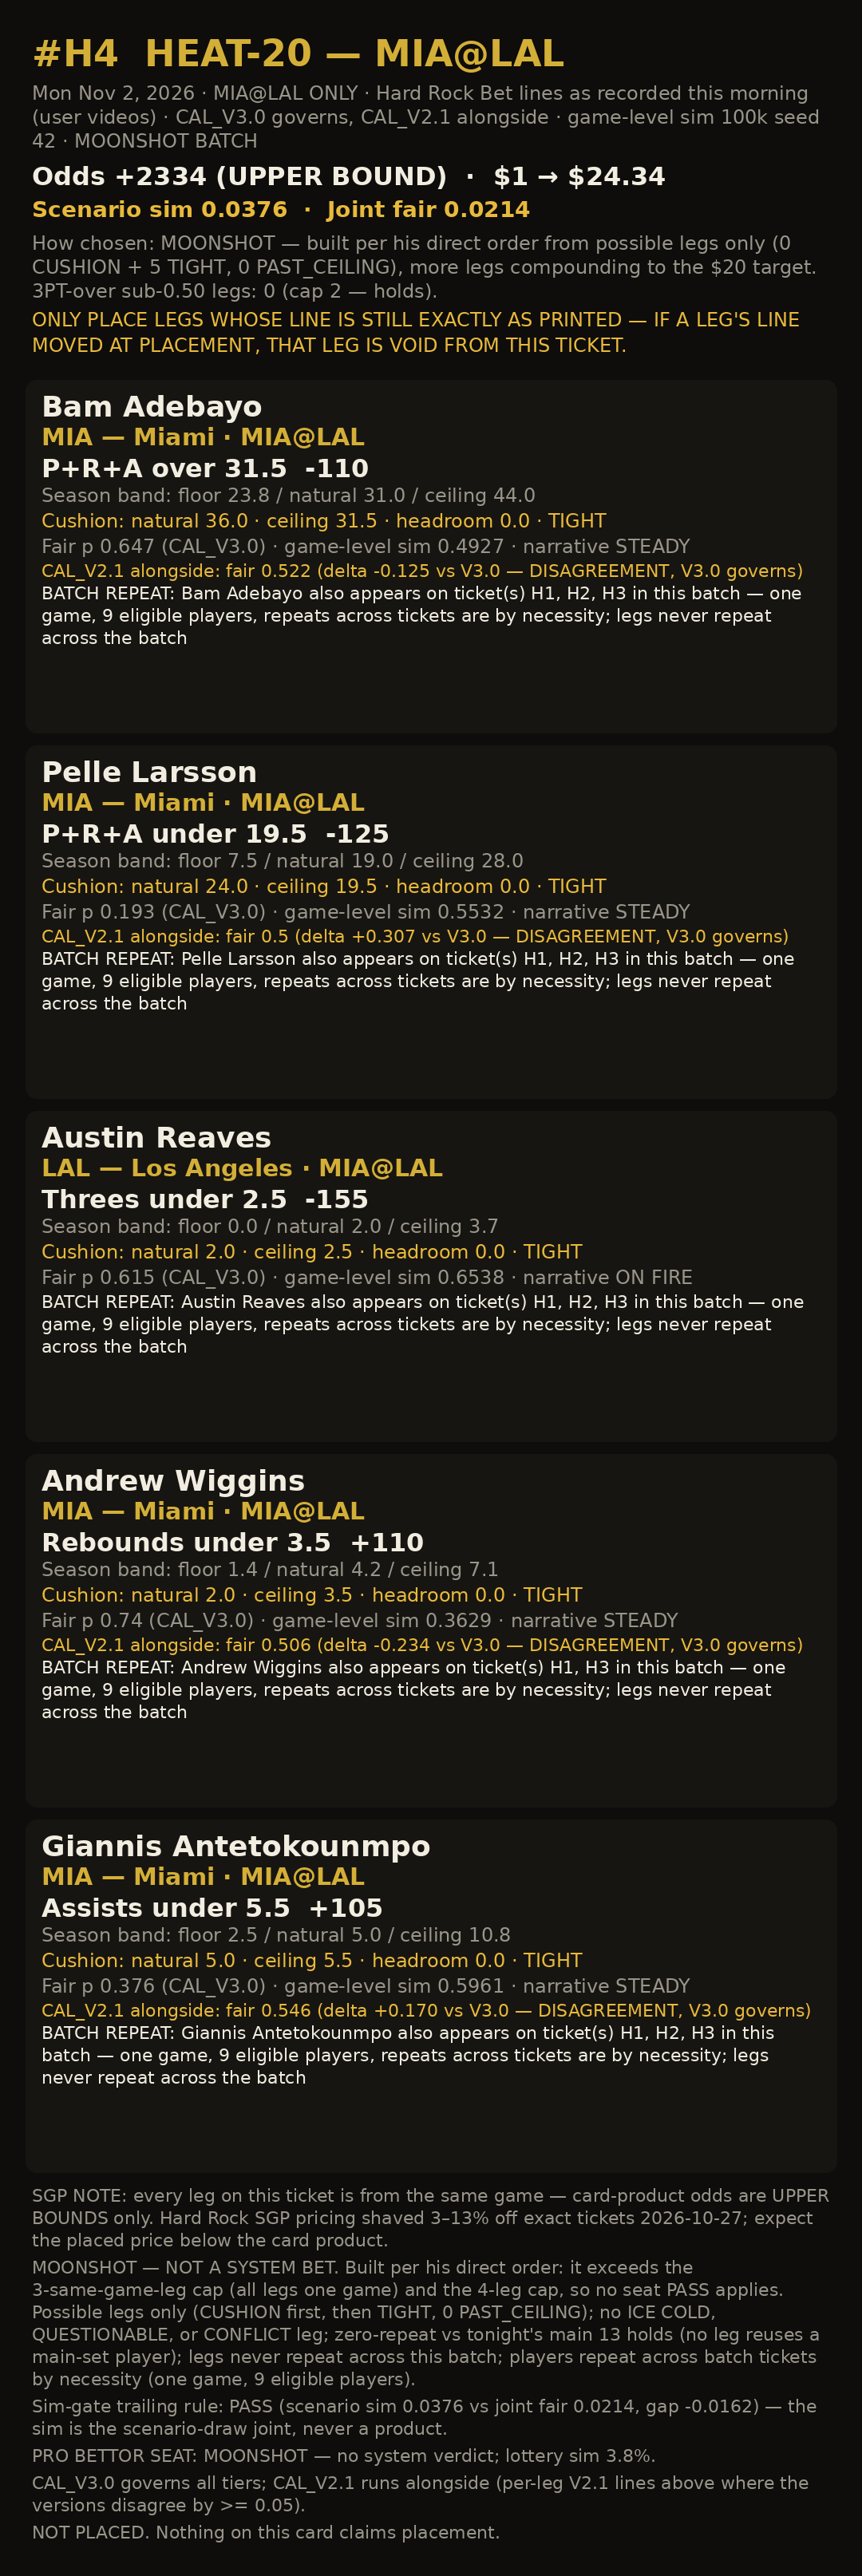 #H4  HEAT-20 — MIA@LAL
Mon Nov 2, 2026 · MIA@LAL ONLY · Hard Rock Bet lines as recorded this morning
(user videos) · CAL_V3.0 governs, CAL_V2.1 alongside · game-level sim 100k seed
42 · MOONSHOT BATCH
Odds +2334 (UPPER BOUND)  ·  $1 → $24.34
Scenario sim 0.0376  ·  Joint fair 0.0214
How chosen: MOONSHOT — built per his direct order from possible legs only (0
CUSHION + 5 TIGHT, 0 PAST_CEILING), more legs compounding to the $20 target.
3PT-over sub-0.50 legs: 0 (cap 2 — holds).
ONLY PLACE LEGS WHOSE LINE IS STILL EXACTLY AS PRINTED — IF A LEG'S LINE
MOVED AT PLACEMENT, THAT LEG IS VOID FROM THIS TICKET.
Bam Adebayo
MIA — Miami · MIA@LAL
P+R+A over 31.5  -110
Season band: floor 23.8 / natural 31.0 / ceiling 44.0
Cushion: natural 36.0 · ceiling 31.5 · headroom 0.0 · TIGHT
Fair p 0.647 (CAL_V3.0) · game-level sim 0.4927 · narrative STEADY
CAL_V2.1 alongside: fair 0.522 (delta -0.125 vs V3.0 — DISAGREEMENT, V3.0 governs)
BATCH REPEAT: Bam Adebayo also appears on ticket(s) H1, H2, H3 in this batch — one
game, 9 eligible players, repeats across tickets are by necessity; legs never repeat
across the batch
Pelle Larsson
MIA — Miami · MIA@LAL
P+R+A under 19.5  -125
Season band: floor 7.5 / natural 19.0 / ceiling 28.0
Cushion: natural 24.0 · ceiling 19.5 · headroom 0.0 · TIGHT
Fair p 0.193 (CAL_V3.0) · game-level sim 0.5532 · narrative STEADY
CAL_V2.1 alongside: fair 0.5 (delta +0.307 vs V3.0 — DISAGREEMENT, V3.0 governs)
BATCH REPEAT: Pelle Larsson also appears on ticket(s) H1, H2, H3 in this batch — one
game, 9 eligible players, repeats across tickets are by necessity; legs never repeat
across the batch
Austin Reaves
LAL — Los Angeles · MIA@LAL
Threes under 2.5  -155
Season band: floor 0.0 / natural 2.0 / ceiling 3.7
Cushion: natural 2.0 · ceiling 2.5 · headroom 0.0 · TIGHT
Fair p 0.615 (CAL_V3.0) · game-level sim 0.6538 · narrative ON FIRE
BATCH REPEAT: Austin Reaves also appears on ticket(s) H1, H2, H3 in this batch — one
game, 9 eligible players, repeats across tickets are by necessity; legs never repeat
across the batch
Andrew Wiggins
MIA — Miami · MIA@LAL
Rebounds under 3.5  +110
Season band: floor 1.4 / natural 4.2 / ceiling 7.1
Cushion: natural 2.0 · ceiling 3.5 · headroom 0.0 · TIGHT
Fair p 0.74 (CAL_V3.0) · game-level sim 0.3629 · narrative STEADY
CAL_V2.1 alongside: fair 0.506 (delta -0.234 vs V3.0 — DISAGREEMENT, V3.0 governs)
BATCH REPEAT: Andrew Wiggins also appears on ticket(s) H1, H3 in this batch — one
game, 9 eligible players, repeats across tickets are by necessity; legs never repeat
across the batch
Giannis Antetokounmpo
MIA — Miami · MIA@LAL
Assists under 5.5  +105
Season band: floor 2.5 / natural 5.0 / ceiling 10.8
Cushion: natural 5.0 · ceiling 5.5 · headroom 0.0 · TIGHT
Fair p 0.376 (CAL_V3.0) · game-level sim 0.5961 · narrative STEADY
CAL_V2.1 alongside: fair 0.546 (delta +0.170 vs V3.0 — DISAGREEMENT, V3.0 governs)
BATCH REPEAT: Giannis Antetokounmpo also appears on ticket(s) H1, H2, H3 in this
batch — one game, 9 eligible players, repeats across tickets are by necessity; legs
never repeat across the batch
SGP NOTE: every leg on this ticket is from the same game — card-product odds are UPPER
BOUNDS only. Hard Rock SGP pricing shaved 3–13% off exact tickets 2026-10-27; expect
the placed price below the card product.
MOONSHOT — NOT A SYSTEM BET. Built per his direct order: it exceeds the
3-same-game-leg cap (all legs one game) and the 4-leg cap, so no seat PASS applies.
Possible legs only (CUSHION first, then TIGHT, 0 PAST_CEILING); no ICE COLD,
QUESTIONABLE, or CONFLICT leg; zero-repeat vs tonight's main 13 holds (no leg reuses a
main-set player); legs never repeat across this batch; players repeat across batch tickets
by necessity (one game, 9 eligible players).
Sim-gate trailing rule: PASS (scenario sim 0.0376 vs joint fair 0.0214, gap -0.0162) — the
sim is the scenario-draw joint, never a product.
PRO BETTOR SEAT: MOONSHOT — no system verdict; lottery sim 3.8%.
CAL_V3.0 governs all tiers; CAL_V2.1 runs alongside (per-leg V2.1 lines above where the
versions disagree by >= 0.05).
NOT PLACED. Nothing on this card claims placement.